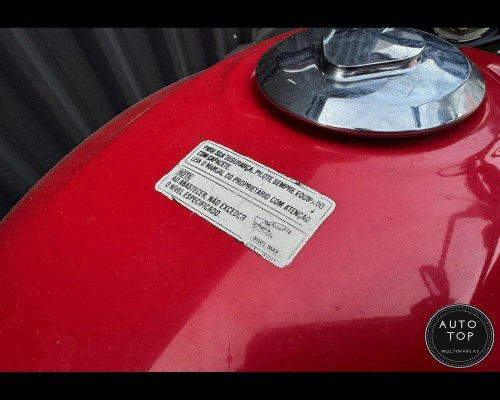 PARA SUA SEGURANÇA, PILOTE SEMPRE EQUIPADO
COM CAPACETE.
LEIA O MANUAL DO PROPRIETÁRIO COM ATENÇÃO
NOTA:
AO ABASTECER, NÃO EXCEDER
O NÍVEL ESPECIFICADO.
NÍVEL MAX
AUTO
TOP
MULTIMARCAS